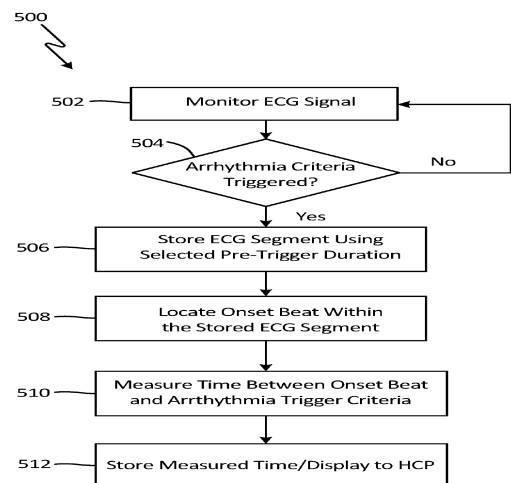 500
502
Monitor ECG Signal
504
Arrhythmia Criteria
Triggered?
No
Yes
506
Store ECG Segment Using
Selected Pre-Trigger Duration
508
Locate Onset Beat Within
the Stored ECG Segment
510
Measure Time Between Onset Beat
and Arrthythmia Trigger Criteria
512
Store Measured Time/Display to HCP